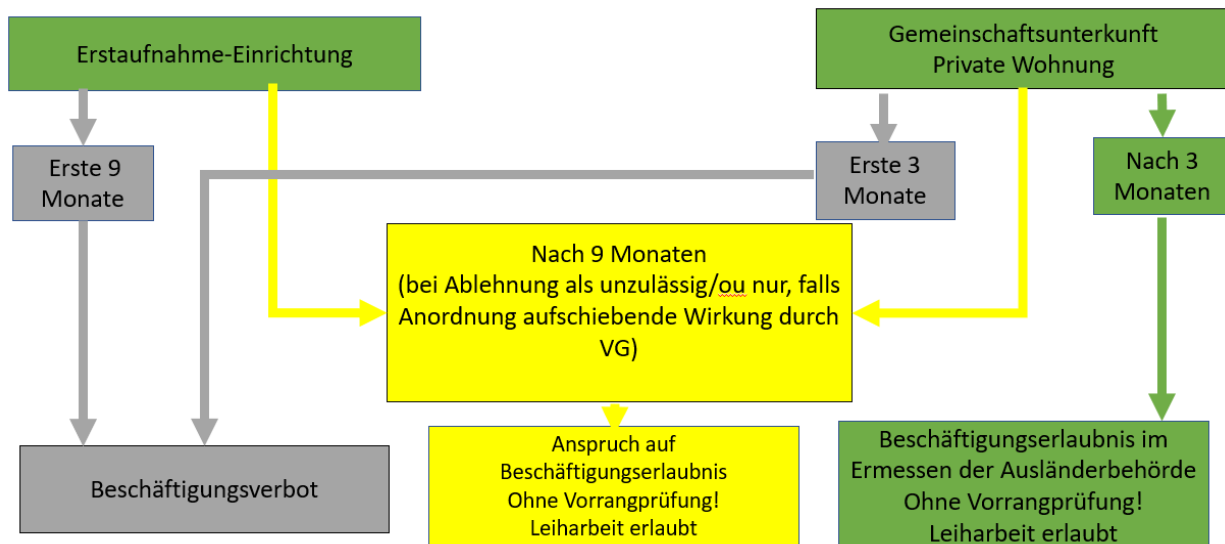 Erstaufnahme-Einrichtung
Gemeinschaftsunterkunft
Private Wohnung
Erste 9
Monate
Erste 3
Monate
Nach 3
Monaten
Nach 9 Monaten
(bei Ablehnung als unzulässig/ou nur, falls
Anordnung aufschiebende Wirkung durch
VG)
Beschäftigungsverbot
Anspruch auf
Beschäftigungserlaubnis
Ohne Vorrangprüfung!
Leiharbeit erlaubt
Beschäftigungserlaubnis im
Ermessen der Ausländerbehörde
Ohne Vorrangprüfung!
Leiharbeit erlaubt